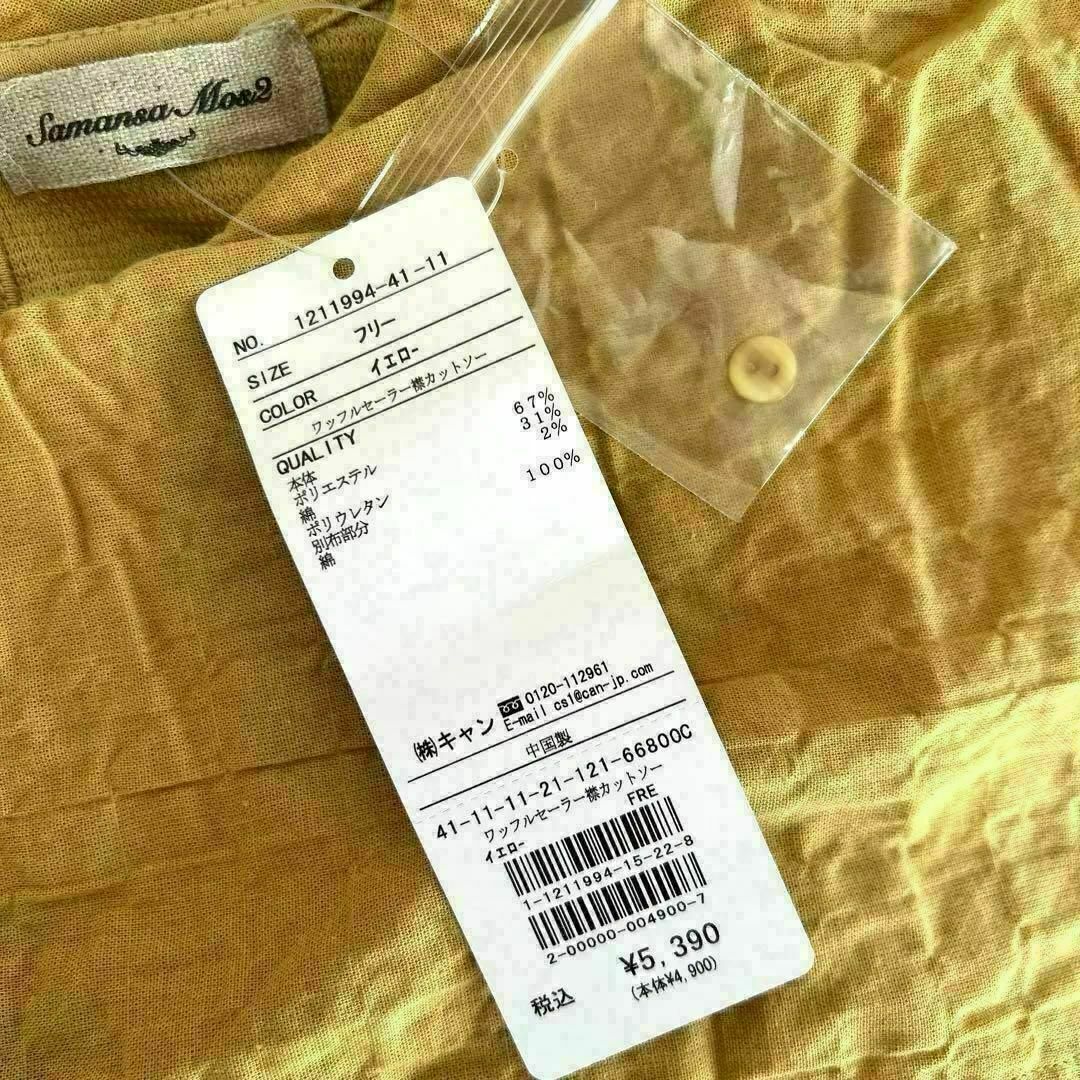 Samansa Mos2
NO. 1211994-41-11
SIZE フリー
COLOR イエロー
ワッフルセーラー襟カットソー
QUALITY
本体
ポリエステル 67%
綿 31%
ポリウレタン 2%
別布部分
綿 100%
㈱キャン 0120-112961
E-mail cs1@can-jp.com
中国製
41-11-11-21-121-66800C
ワッフルセーラー襟カットソー
イエロー FRE
1-1211994-15-22-8
2-00000-004900-7
¥5,390
税込 (本体¥4,900)